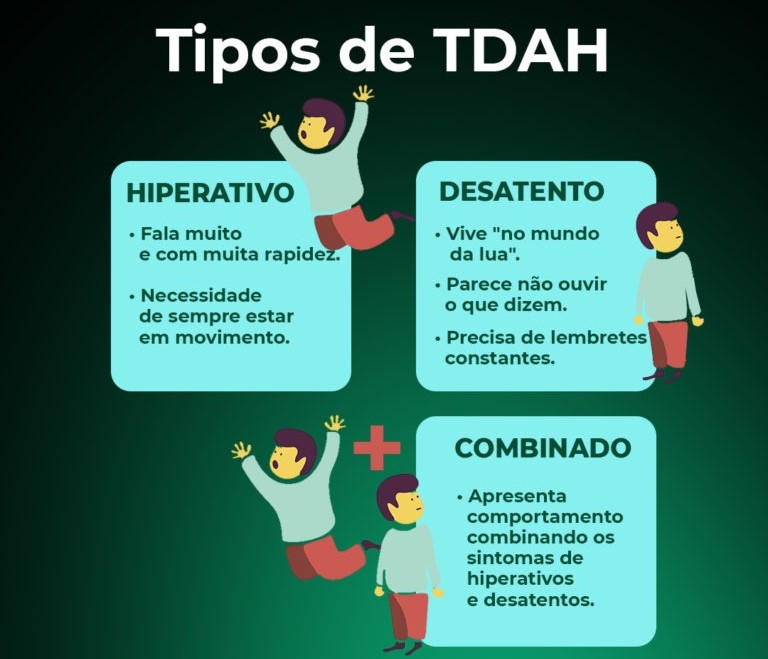 Tipos de TDAH
HIPERATIVO
• Fala muito
e com muita rapidez.
• Necessidade
de sempre estar
em movimento.
DESATENTO
• Vive "no mundo
da lua".
• Parece não ouvir
o que dizem.
• Precisa de lembretes
constantes.
COMBINADO
• Apresenta
comportamento
combinando os
sintomas de
hiperativos
e desatentos.